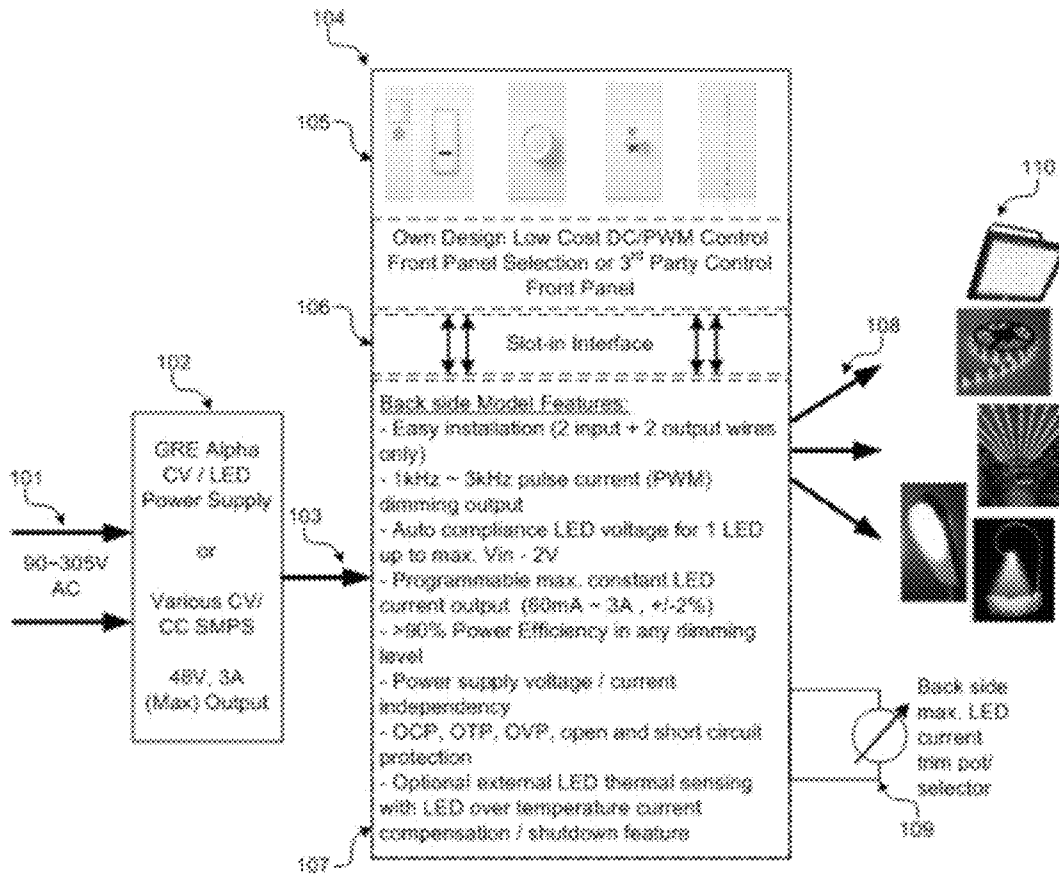 104
105
110
Own Design Low Cost DC/PWM Control
Front Panel Selection or 3rd Party Control
Front Panel
106
Slot-in Interface
108
102
GRE Alpha
CV / LED
Power Supply
or
Various CV/
CC SMPS
48V, 3A
(Max) Output
101
90~305V
AC
103
Back side Model Features:
- Easy installation (2 input + 2 output wires
only)
- 1kHz ~ 3kHz pulse current (PWM)
dimming output
- Auto compliance LED voltage for 1 LED
up to max. Vin - 2V
- Programmable max. constant LED
current output (60mA ~ 3A , +/-2%)
- >90% Power Efficiency in any dimming
level
- Power supply voltage / current
independency
- OCP, OTP, OVP, open and short circuit
protection
- Optional external LED thermal sensing
with LED over temperature current
compensation / shutdown feature
107
Back side
max. LED
current
trim pot/
selector
109